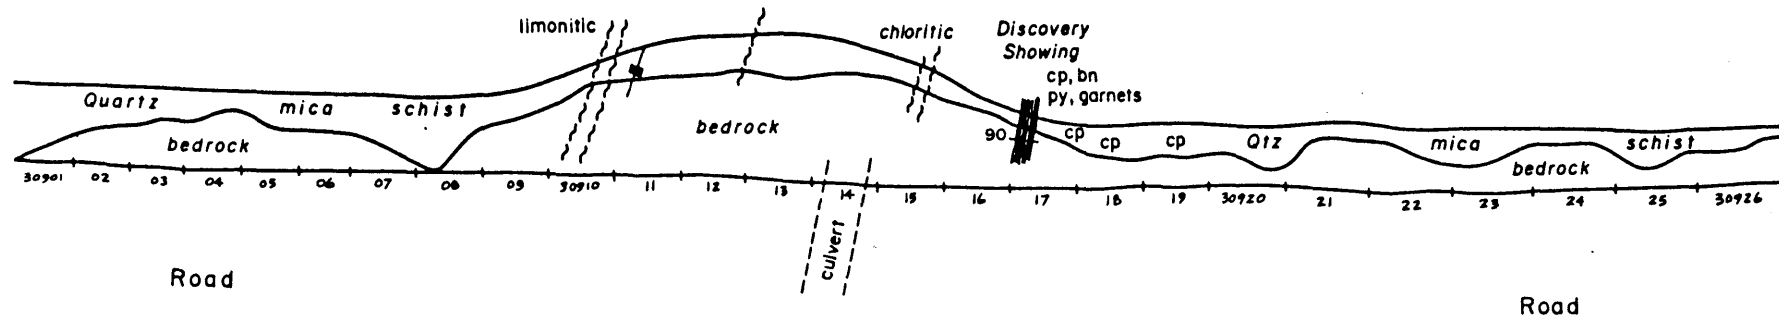 limonitic
chloritic
Discovery
Showing
cp, bn
py, garnets
Quartz mica schist
bedrock
bedrock
90
cp cp cp Qtz mica schist
bedrock
30901 02 03 04 05 06 07 08 09 30910 11 12 13 14 15 16 17 18 19 30920 21 22 23 24 25 30926
culvert
Road
Road